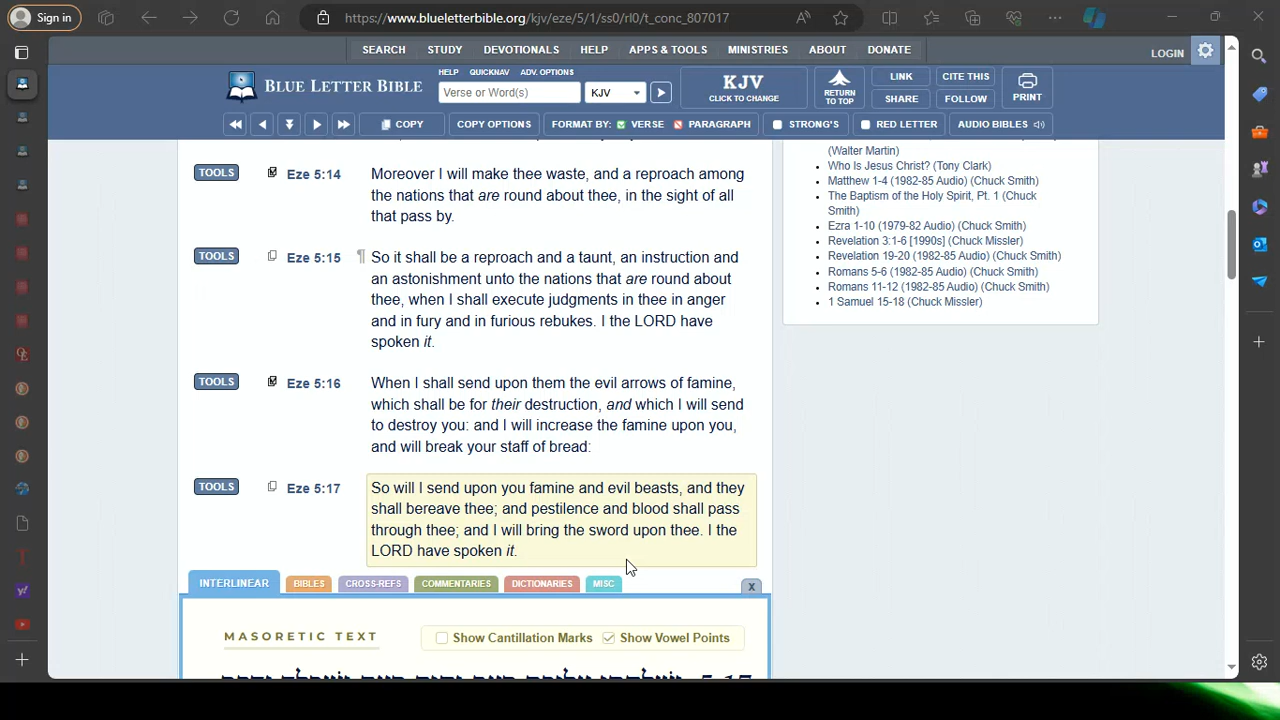 Sign in
https://www.blueletterbible.org/kjv/eze/5/1/ss0/rl0/t_conc_807017
SEARCH STUDY DEVOTIONALS HELP APPS & TOOLS MINISTRIES ABOUT DONATE
LOGIN
BLUE LETTER BIBLE
HELP QUICKNAV ADV. OPTIONS
Verse or Word(s) KJV
KJV
CLICK TO CHANGE
RETURN
TO TOP
LINK CITE THIS
SHARE FOLLOW
PRINT
COPY COPY OPTIONS FORMAT BY: VERSE PARAGRAPH STRONG'S RED LETTER AUDIO BIBLES
TOOLS Eze 5:14 Moreover I will make thee waste, and a reproach among
the nations that are round about thee, in the sight of all
that pass by.
TOOLS Eze 5:15 ¶ So it shall be a reproach and a taunt, an instruction and
an astonishment unto the nations that are round about
thee, when I shall execute judgments in thee in anger
and in fury and in furious rebukes. I the LORD have
spoken it.
TOOLS Eze 5:16 When I shall send upon them the evil arrows of famine,
which shall be for their destruction, and which I will send
to destroy you: and I will increase the famine upon you,
and will break your staff of bread:
TOOLS Eze 5:17 So will I send upon you famine and evil beasts, and they
shall bereave thee; and pestilence and blood shall pass
through thee; and I will bring the sword upon thee. I the
LORD have spoken it.
INTERLINEAR BIBLES CROSS-REFS COMMENTARIES DICTIONARIES MISC X
MASORETIC TEXT Show Cantillation Marks Show Vowel Points
(Walter Martin)
Who Is Jesus Christ? (Tony Clark)
Matthew 1-4 (1982-85 Audio) (Chuck Smith)
The Baptism of the Holy Spirit, Pt. 1 (Chuck
Smith)
Ezra 1-10 (1979-82 Audio) (Chuck Smith)
Revelation 3:1-6 [1990s] (Chuck Missler)
Revelation 19-20 (1982-85 Audio) (Chuck Smith)
Romans 5-6 (1982-85 Audio) (Chuck Smith)
Romans 11-12 (1982-85 Audio) (Chuck Smith)
1 Samuel 15-18 (Chuck Missler)